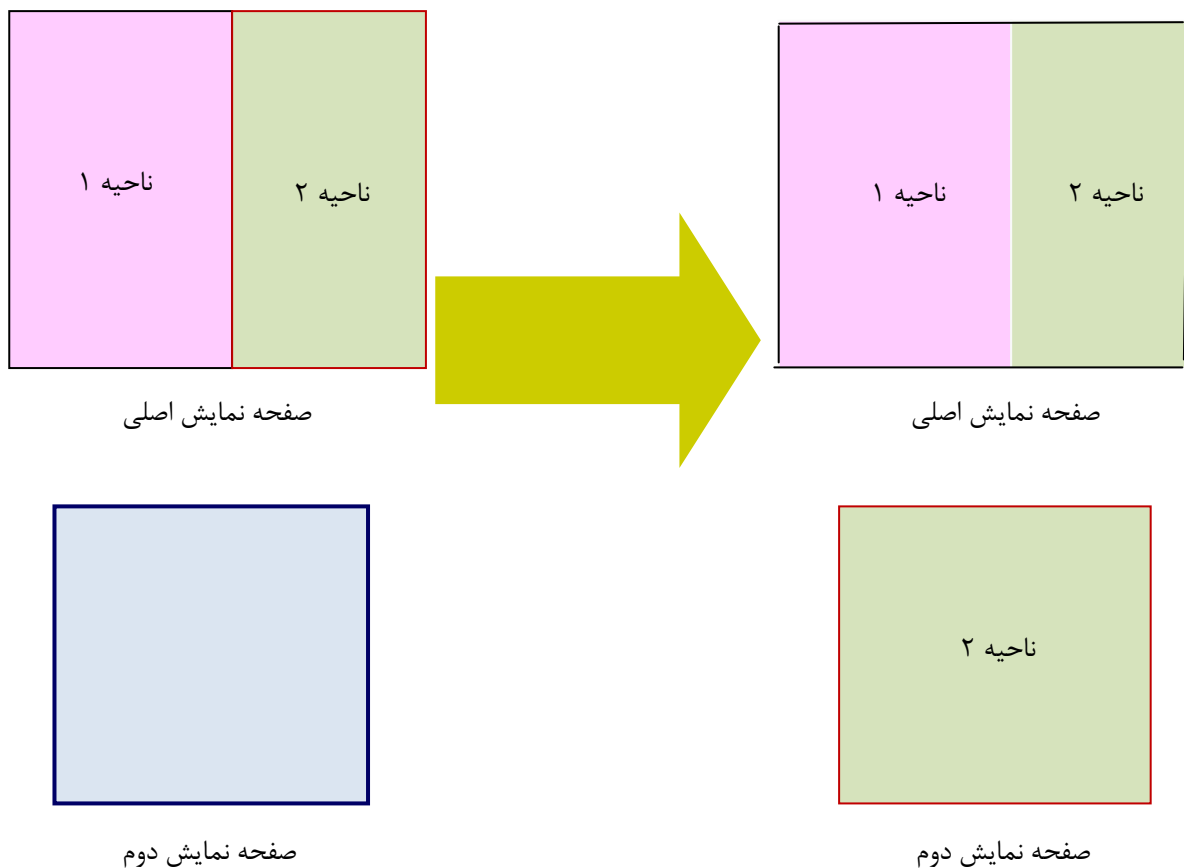 ناحیه ۱
ناحیه ۲
صفحه نمایش اصلی
صفحه نمایش دوم
ناحیه ۱
ناحیه ۲
صفحه نمایش اصلی
ناحیه ۲
صفحه نمایش دوم